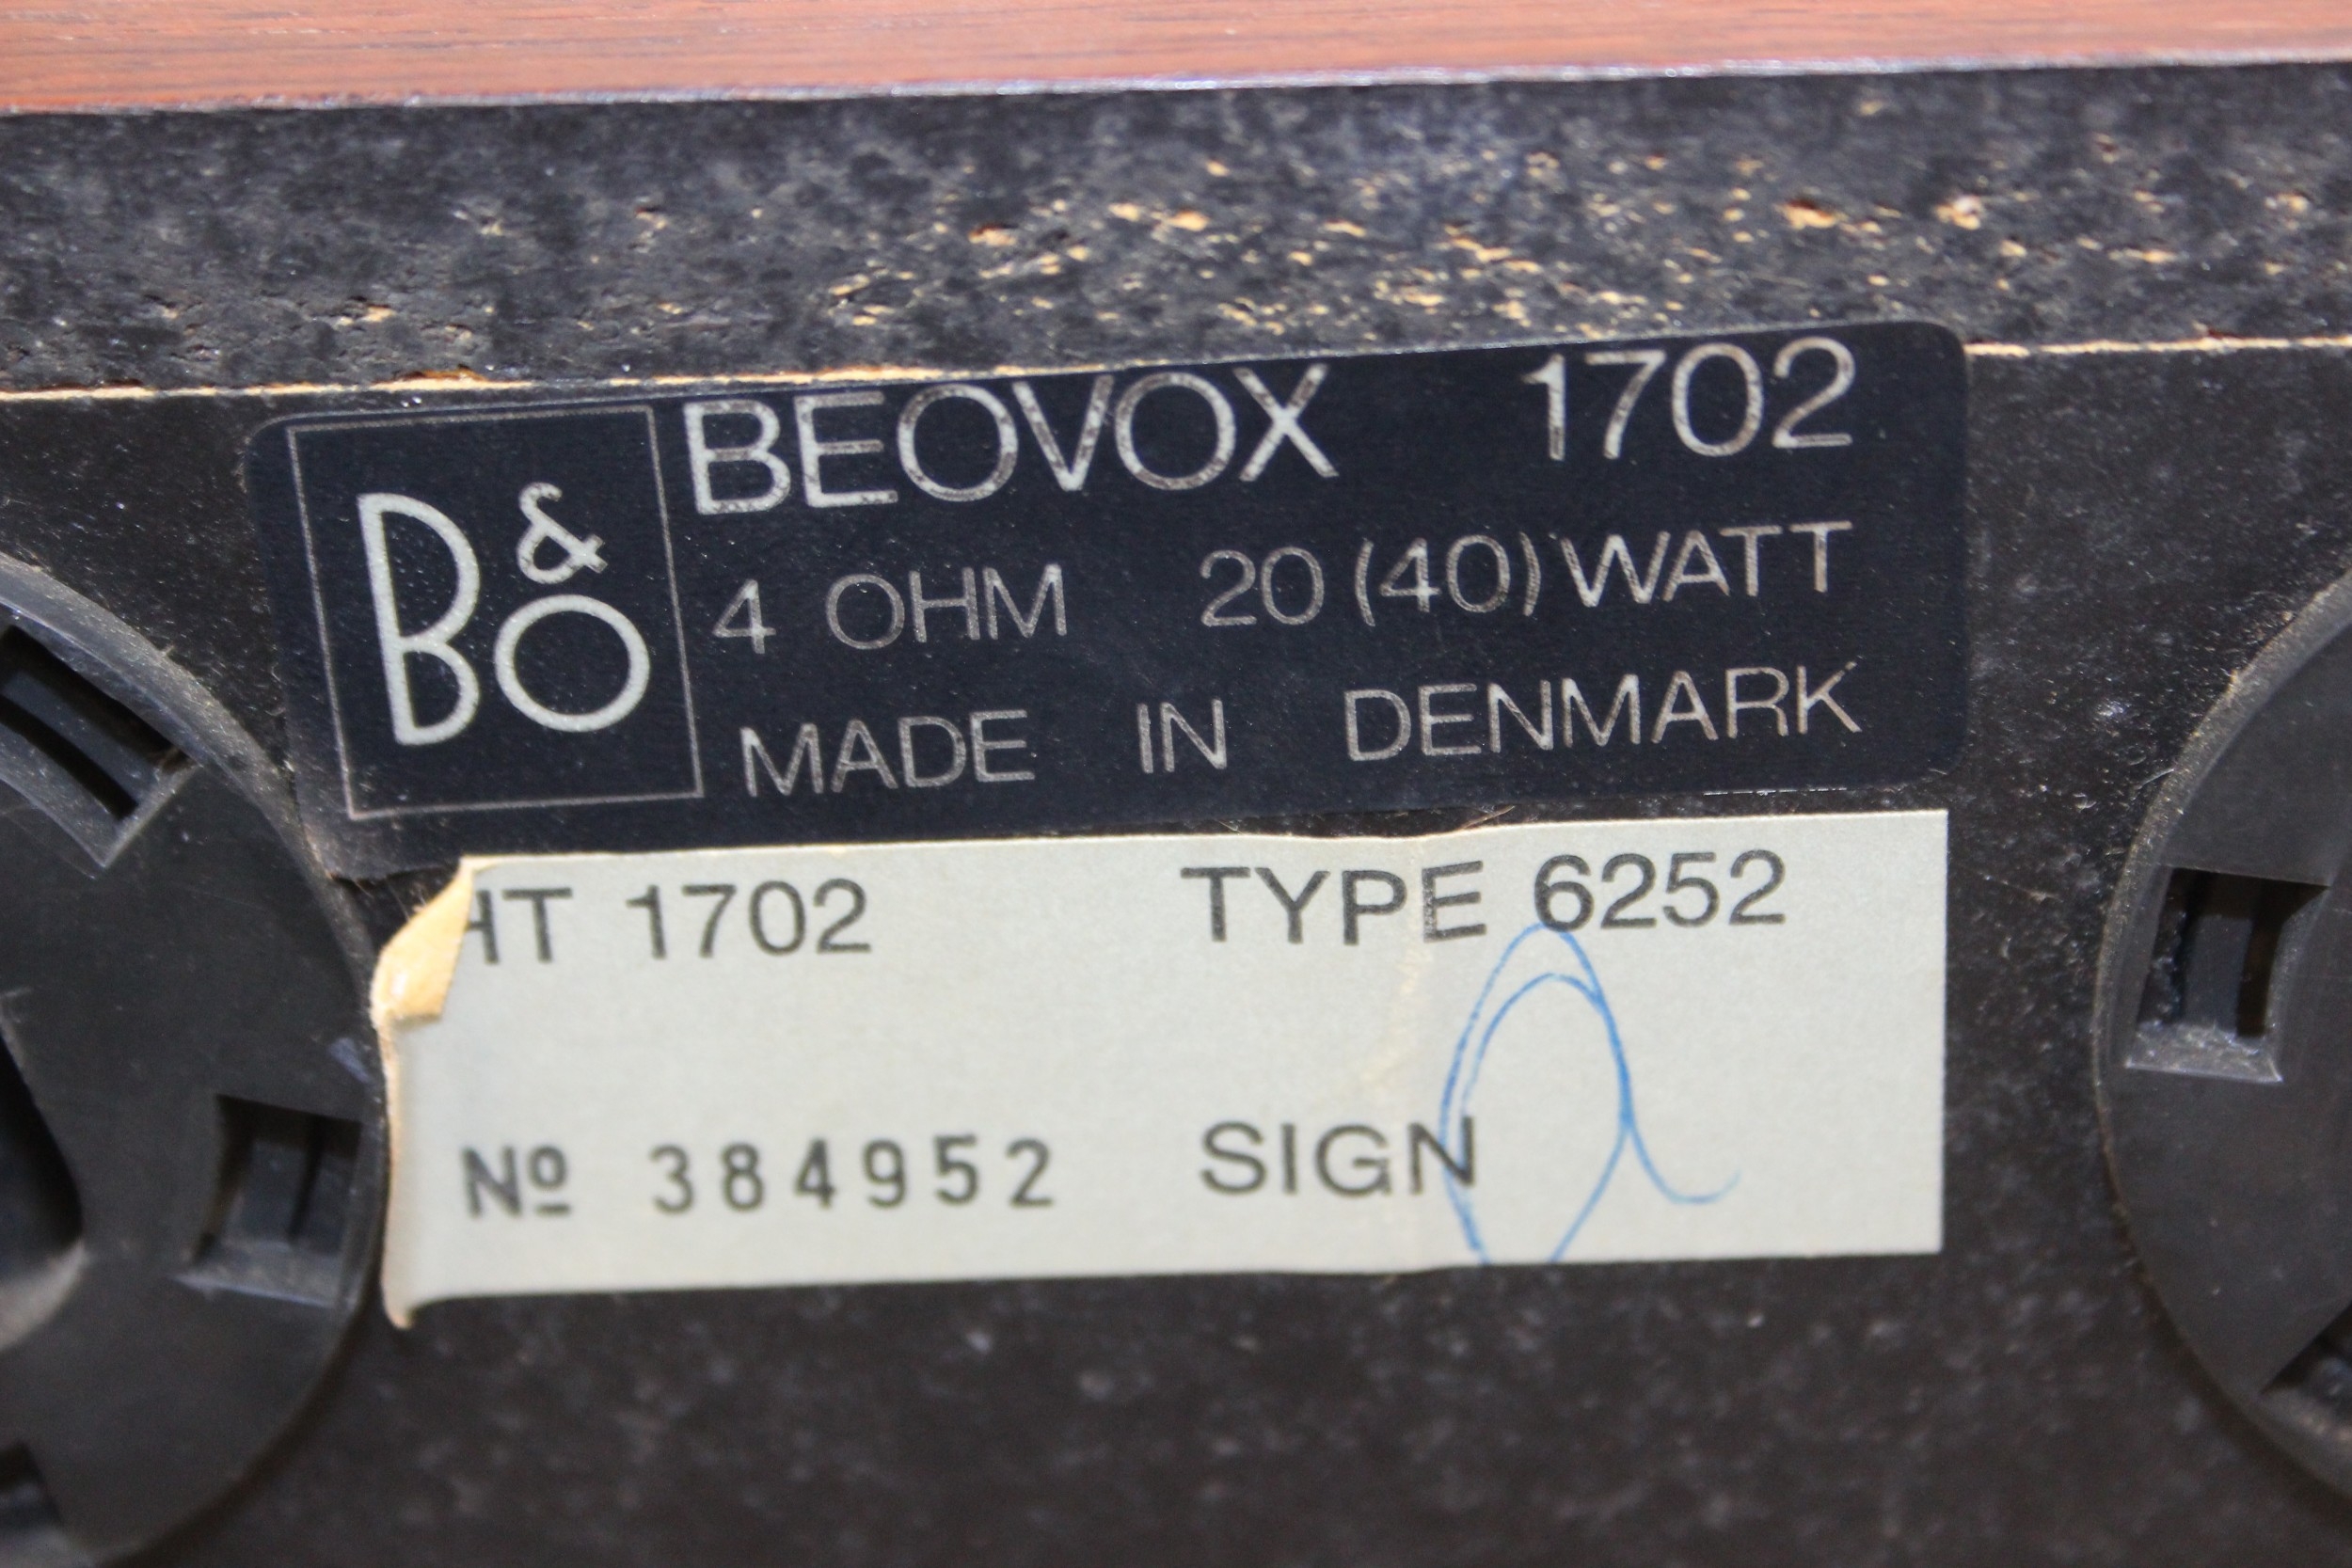 B&O
BEOVOX 1702
4 OHM 20 (40) WATT
MADE IN DENMARK
HT 1702 TYPE 6252
Nº 384952 SIGN